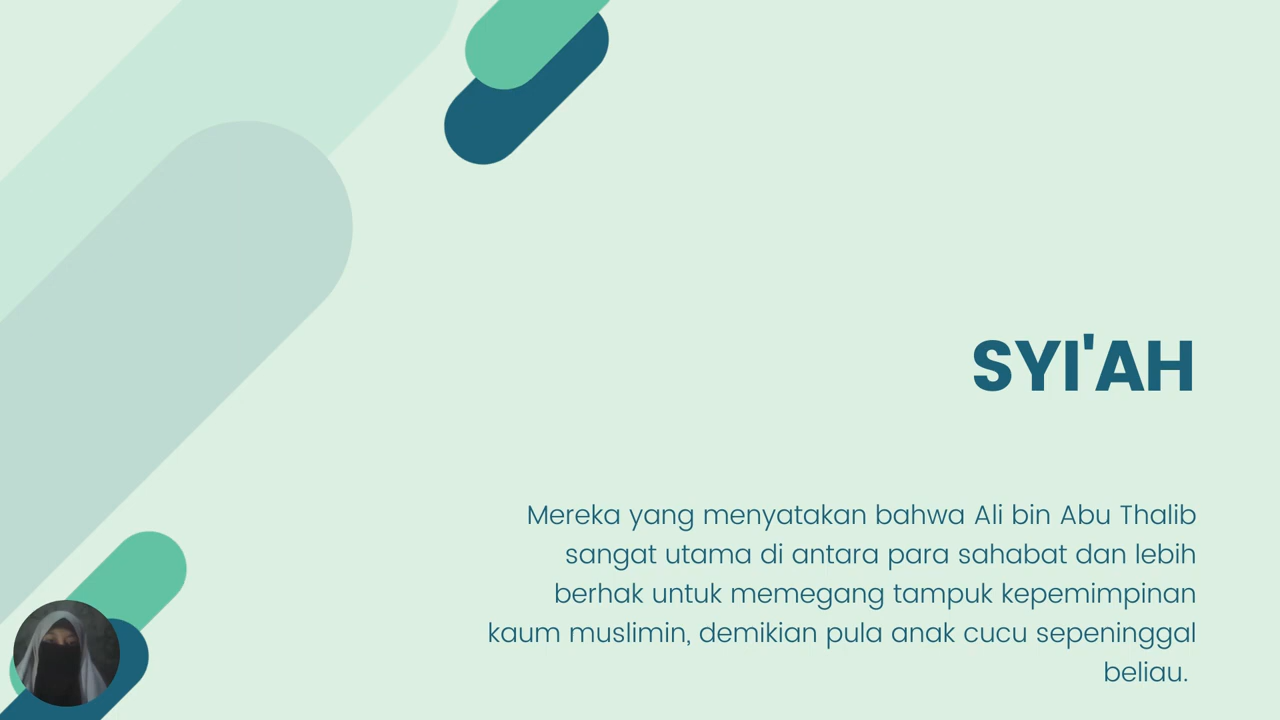 SYI'AH
Mereka yang menyatakan bahwa Ali bin Abu Thalib
sangat utama di antara para sahabat dan lebih
berhak untuk memegang tampuk kepemimpinan
kaum muslimin, demikian pula anak cucu sepeninggal
beliau.